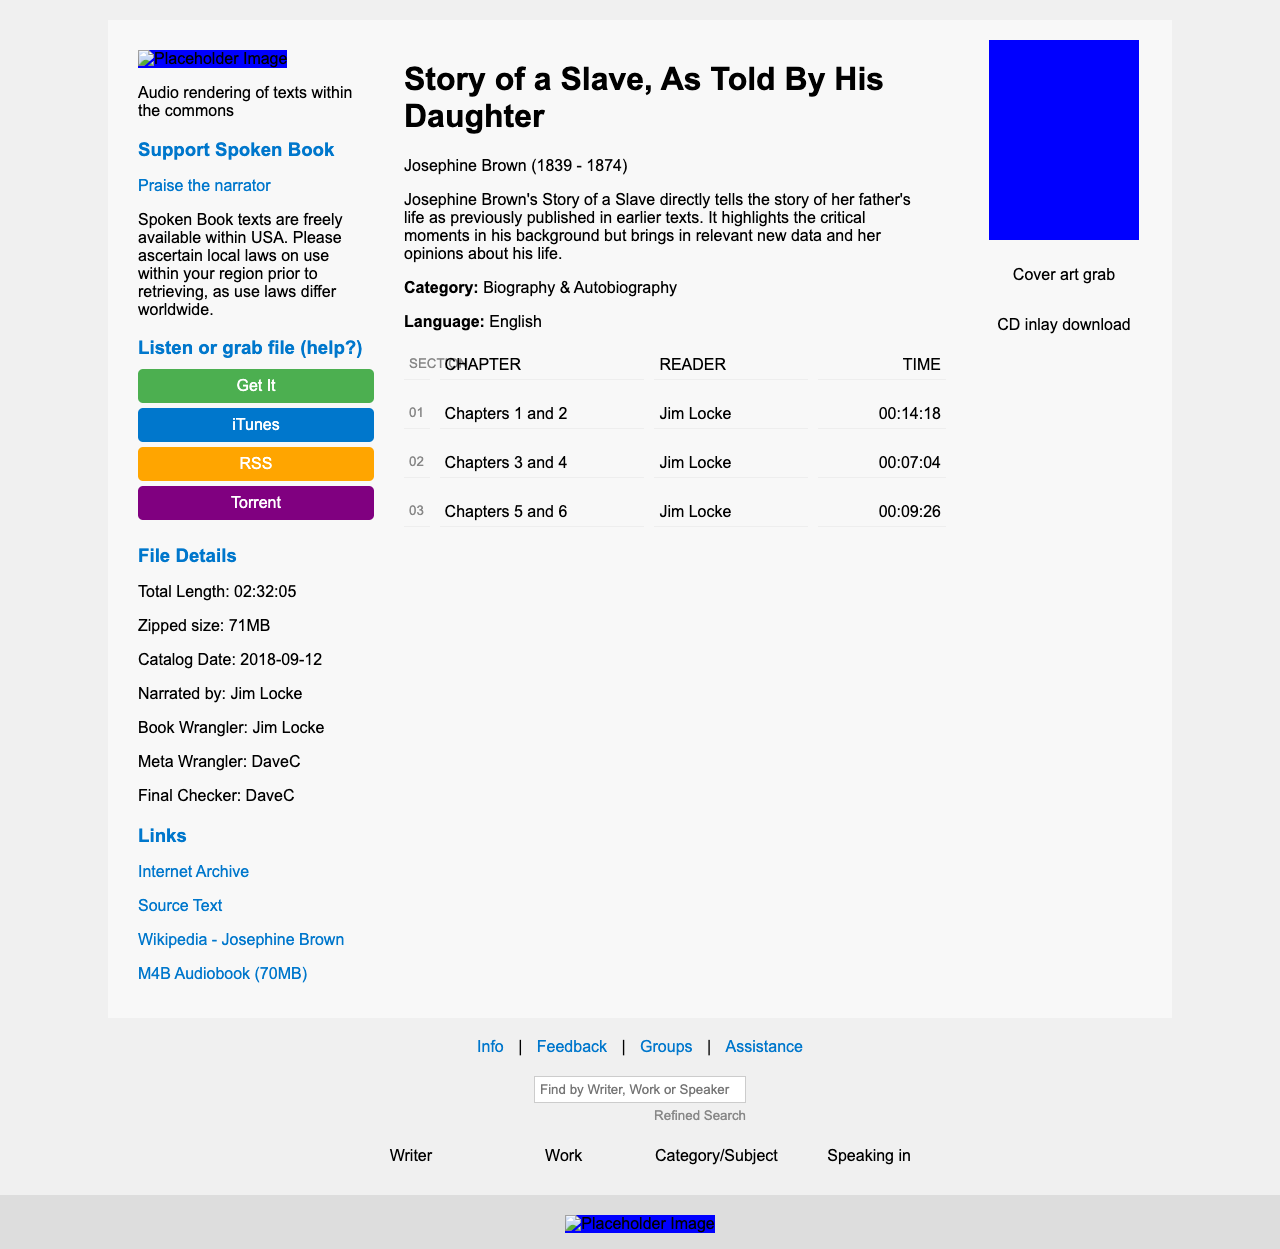 Placeholder Image
Audio rendering of texts within
the commons
Support Spoken Book
Praise the narrator
Spoken Book texts are freely
available within USA. Please
ascertain local laws on use
within your region prior to
retrieving, as use laws differ
worldwide.
Listen or grab file (help?)
Get It
iTunes
RSS
Torrent
File Details
Total Length: 02:32:05
Zipped size: 71MB
Catalog Date: 2018-09-12
Narrated by: Jim Locke
Book Wrangler: Jim Locke
Meta Wrangler: DaveC
Final Checker: DaveC
Links
Internet Archive
Source Text
Wikipedia - Josephine Brown
M4B Audiobook (70MB)
Story of a Slave, As Told By His
Daughter
Josephine Brown (1839 - 1874)
Josephine Brown's Story of a Slave directly tells the story of her father's
life as previously published in earlier texts. It highlights the critical
moments in his background but brings in relevant new data and her
opinions about his life.
Category: Biography & Autobiography
Language: English
CHAPTER READER TIME
01 Chapters 1 and 2 Jim Locke 00:14:18
02 Chapters 3 and 4 Jim Locke 00:07:04
03 Chapters 5 and 6 Jim Locke 00:09:26
Cover art grab
CD inlay download
Info | Feedback | Groups | Assistance
Find by Writer, Work or Speaker
Refined Search
Writer Work Category/Subject Speaking in
Placeholder Image